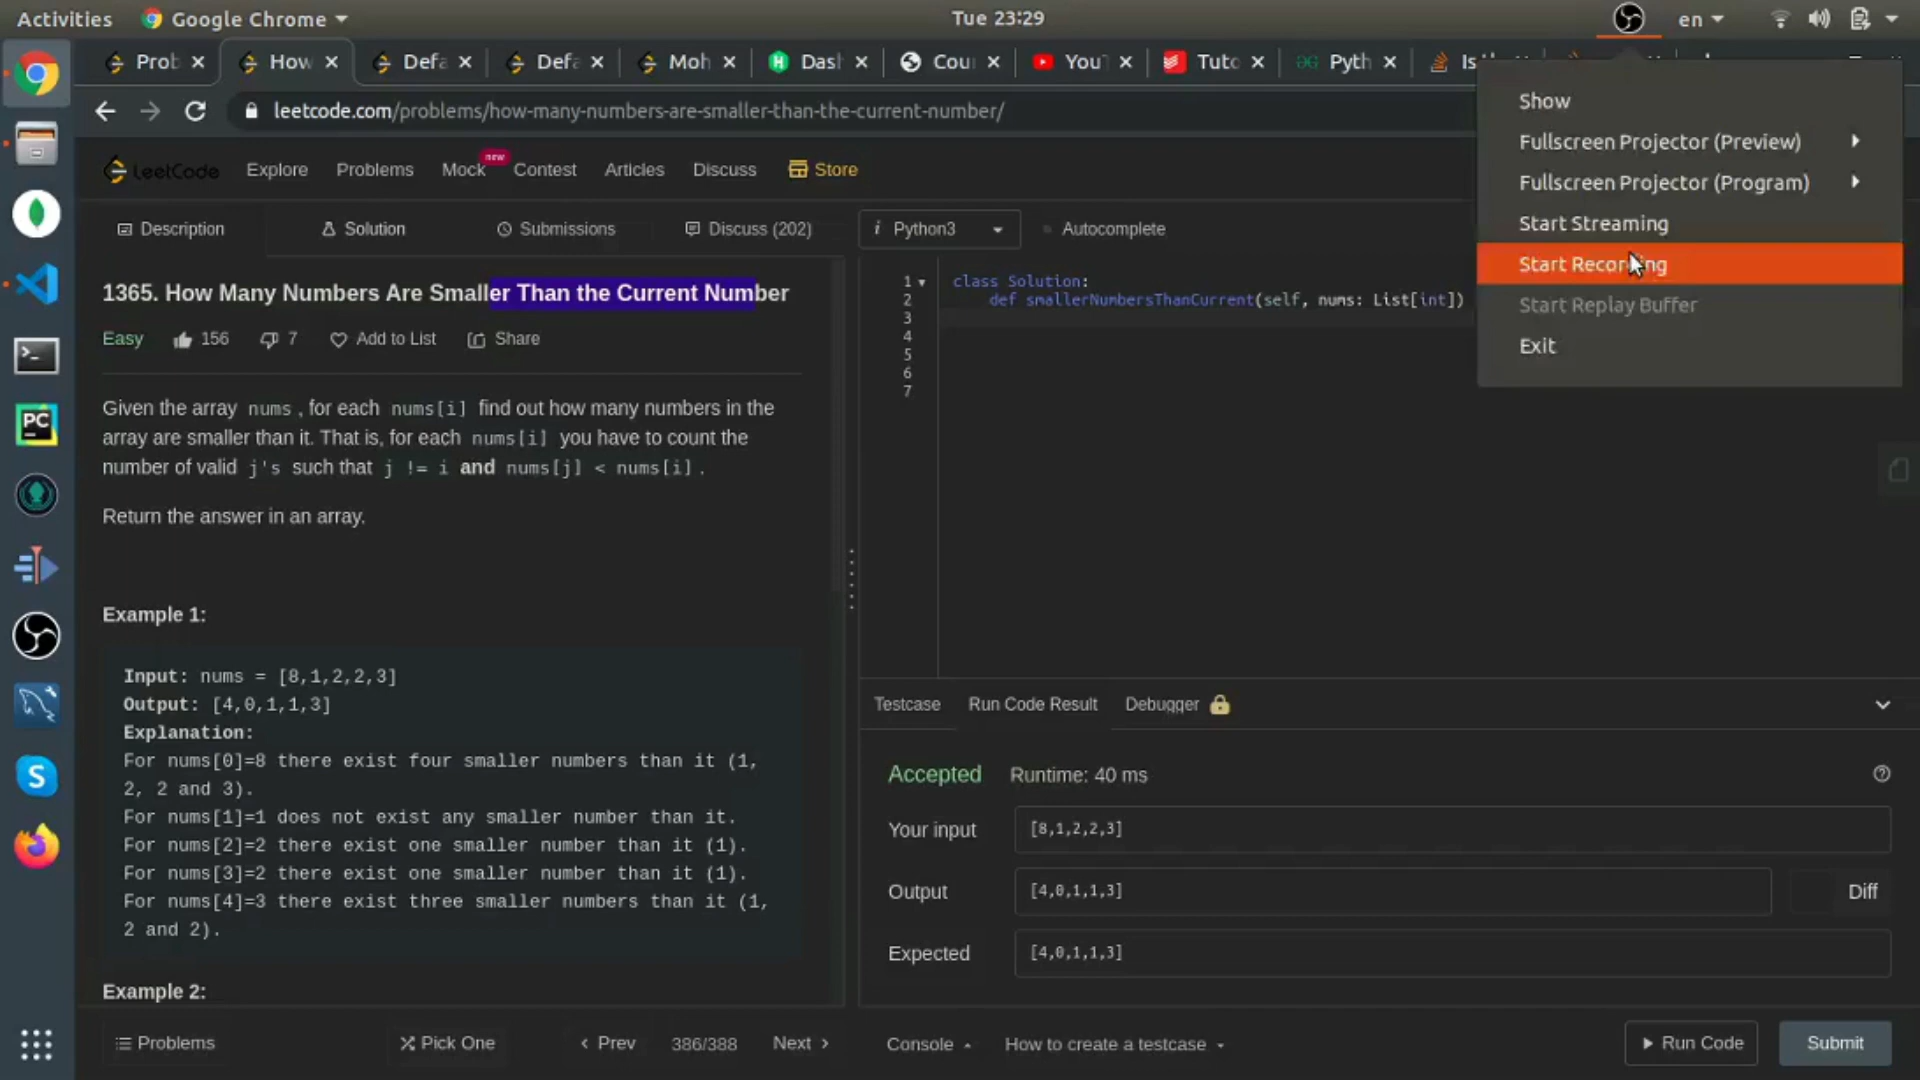 Activities
Google Chrome
Tue 23:29
en
Prob
How
Defa
Defa
Moh
Dash
Cour
YouT
Tuto
Pyth
leetcode.com/problems/how-many-numbers-are-smaller-than-the-current-number/
Show
Fullscreen Projector (Preview)
Fullscreen Projector (Program)
Start Streaming
Start Recording
Start Replay Buffer
Exit
LeetCode
Explore
Problems
Mock
new
Contest
Articles
Discuss
Store
Description
Solution
Submissions
Discuss (202)
i Python3
Autocomplete
1365. How Many Numbers Are Smaller Than the Current Number
Easy
156
7
Add to List
Share
Given the array nums , for each nums[i] find out how many numbers in the
array are smaller than it. That is, for each nums[i] you have to count the
number of valid j's such that j != i and nums[j] < nums[i] .
Return the answer in an array.
Example 1:
Input: nums = [8,1,2,2,3]
Output: [4,0,1,1,3]
Explanation:
For nums[0]=8 there exist four smaller numbers than it (1,
2, 2 and 3).
For nums[1]=1 does not exist any smaller number than it.
For nums[2]=2 there exist one smaller number than it (1).
For nums[3]=2 there exist one smaller number than it (1).
For nums[4]=3 there exist three smaller numbers than it (1,
2 and 2).
Example 2:
1 class Solution:
2 def smallerNumbersThanCurrent(self, nums: List[int])
3
4
5
6
7
Testcase
Run Code Result
Debugger
Accepted
Runtime: 40 ms
Your input
[8,1,2,2,3]
Output
[4,0,1,1,3]
Diff
Expected
[4,0,1,1,3]
Problems
Pick One
Prev
386/388
Next
Console
How to create a testcase
Run Code
Submit
PC
S